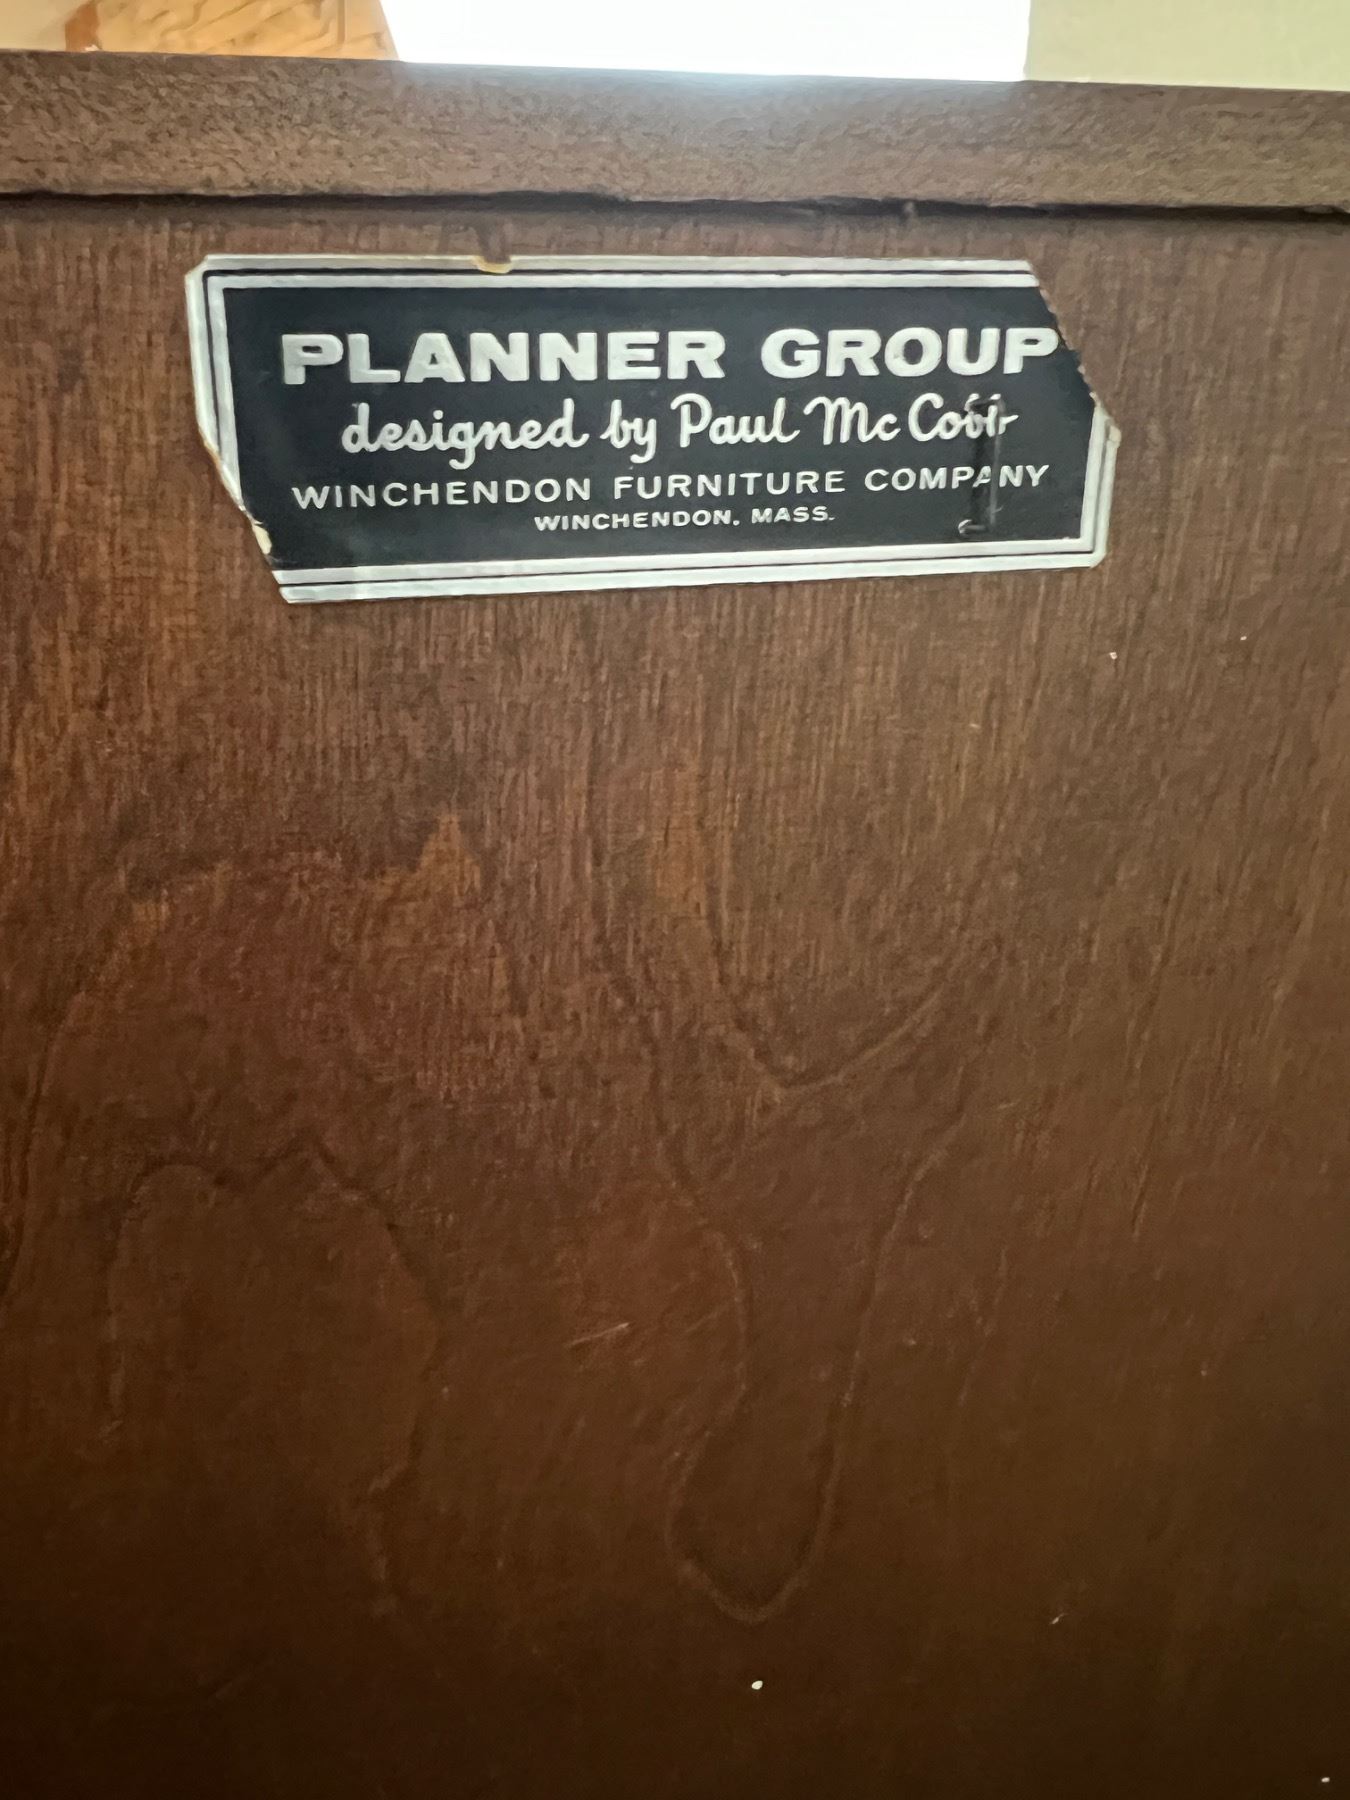 PLANNER GROUP
designed by Paul McCobb
WINCHENDON FURNITURE COMPANY
WINCHENDON, MASS.